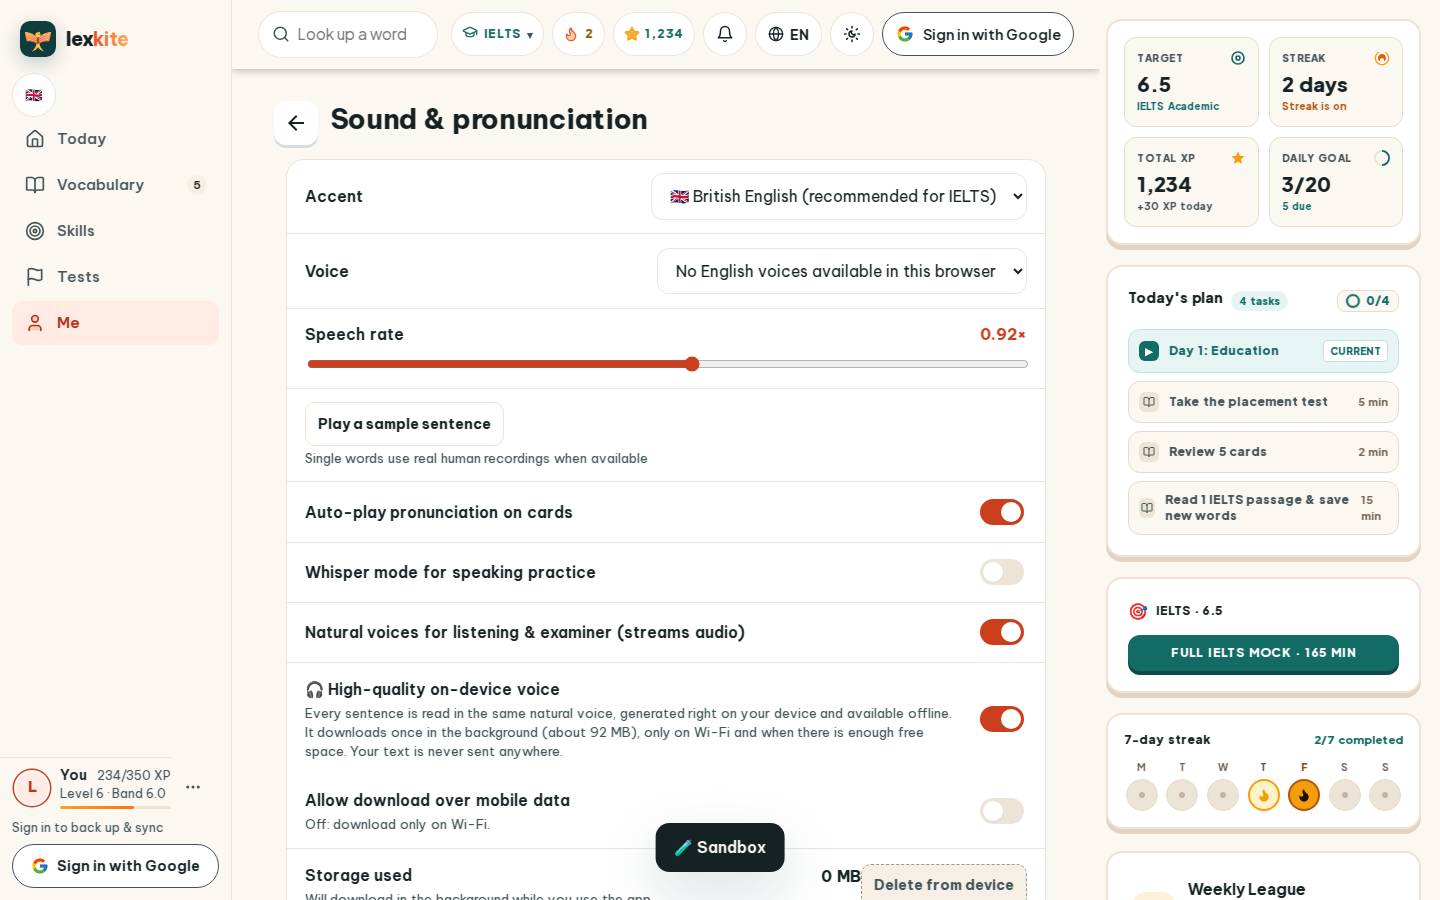 lexkite
Today
Vocabulary 5
Skills
Tests
Me
You 234/350 XP
Level 6 · Band 6.0
Sign in to back up & sync
Sign in with Google
Look up a word
IELTS ▾
2
1,234
EN
Sign in with Google
Sound & pronunciation
Accent
🇬🇧 British English (recommended for IELTS)
Voice
No English voices available in this browser
Speech rate 0.92×
Play a sample sentence
Single words use real human recordings when available
Auto-play pronunciation on cards
Whisper mode for speaking practice
Natural voices for listening & examiner (streams audio)
🎧 High-quality on-device voice
Every sentence is read in the same natural voice, generated right on your device and available offline.
It downloads once in the background (about 92 MB), only on Wi-Fi and when there is enough free
space. Your text is never sent anywhere.
Allow download over mobile data
Off: download only on Wi-Fi.
🧪 Sandbox
Storage used 0 MB Delete from device
Will download in the background while you use the app.
TARGET
6.5
IELTS Academic
STREAK
2 days
Streak is on
TOTAL XP
1,234
+30 XP today
DAILY GOAL
3/20
5 due
Today's plan 4 tasks 0/4
Day 1: Education CURRENT
Take the placement test 5 min
Review 5 cards 2 min
Read 1 IELTS passage & save new words 15 min
IELTS · 6.5
FULL IELTS MOCK · 165 MIN
7-day streak 2/7 completed
M T W T F S S
Weekly League
L